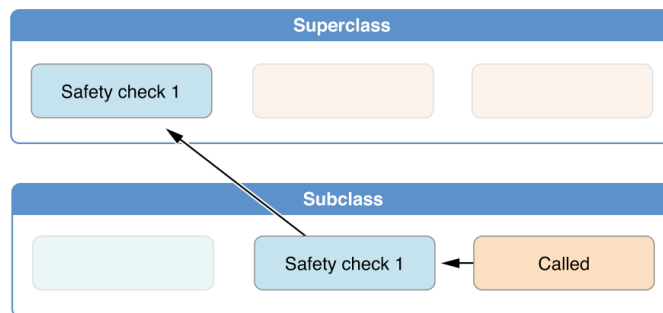 Superclass
Safety check 1
Subclass
Safety check 1
Called